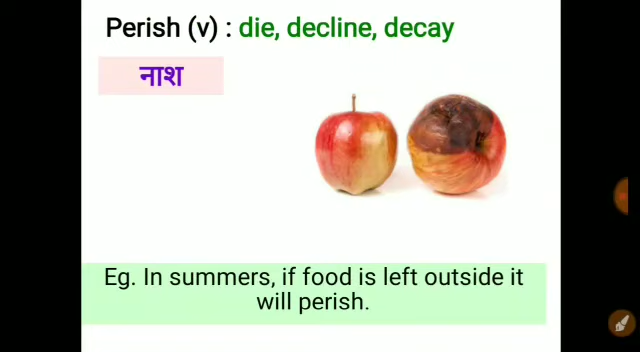 Perish (v) : die, decline, decay
नाश
Eg. In summers, if food is left outside it
will perish.